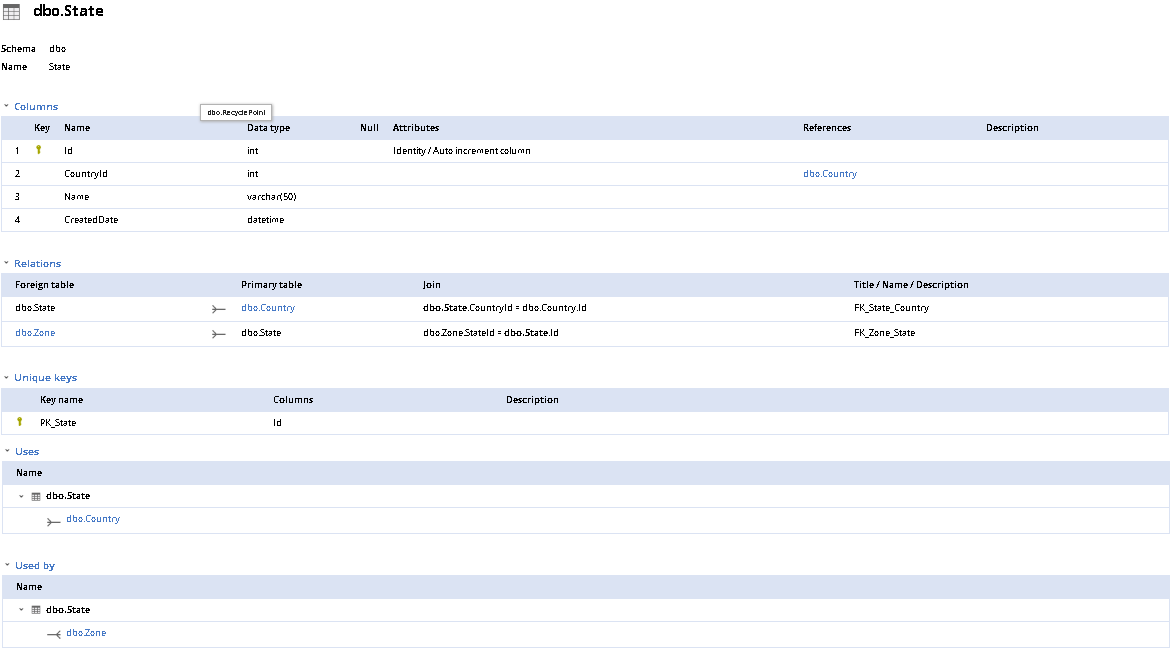 dbo.State
Schema dbo
Name State
Columns
dbo.RecyclePoint
Key Name Data type Null Attributes References Description
1 Id int Identity / Auto increment column
2 CountryId int dbo.Country
3 Name varchar(50)
4 CreatedDate datetime
Relations
Foreign table Primary table Join Title / Name / Description
dbo.State dbo.Country dbo.State.CountryId = dbo.Country.Id FK_State_Country
dbo.Zone dbo.State dbo.Zone.StateId = dbo.State.Id FK_Zone_State
Unique keys
Key name Columns Description
PK_State Id
Uses
Name
dbo.State
dbo.Country
Used by
Name
dbo.State
dbo.Zone